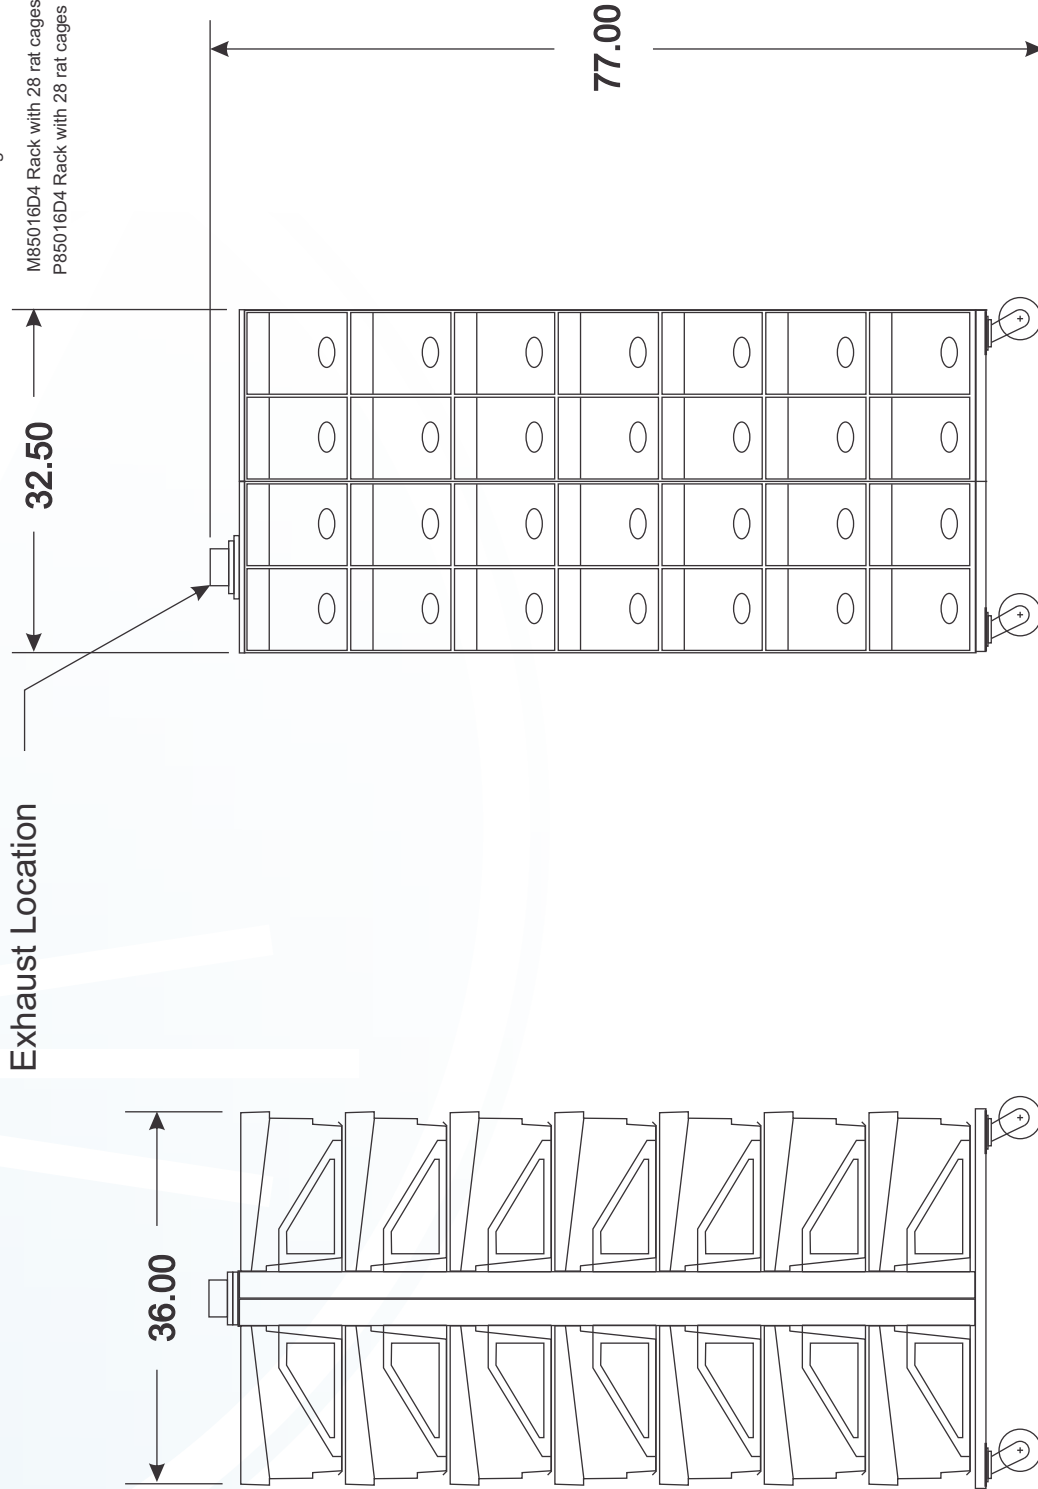 M85016D4 Rack with 28 rat cages
P85016D4 Rack with 28 rat cages
77.00
32.50
Exhaust Location
36.00